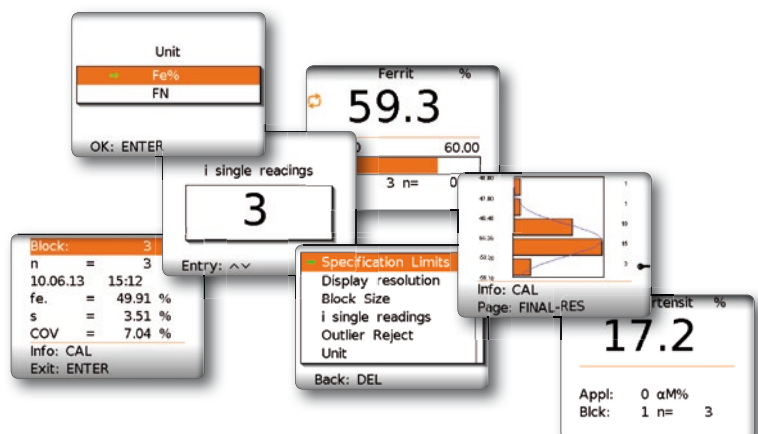 Unit
Fe%
FN
OK: ENTER
Ferrit %
59.3
60.00
3 n=
i single readings
3
Entry: ^v
Block: 3
n = 3
10.06.13 15:12
fe. = 49.91 %
s = 3.51 %
COV = 7.04 %
Info: CAL
Exit: ENTER
Specification Limits
Display resolution
Block Size
i single readings
Outlier Reject
Unit
Back: DEL
Info: CAL
Page: FINAL-RES
%
17.2
Appl: 0 αM%
Blck: 1 n= 3